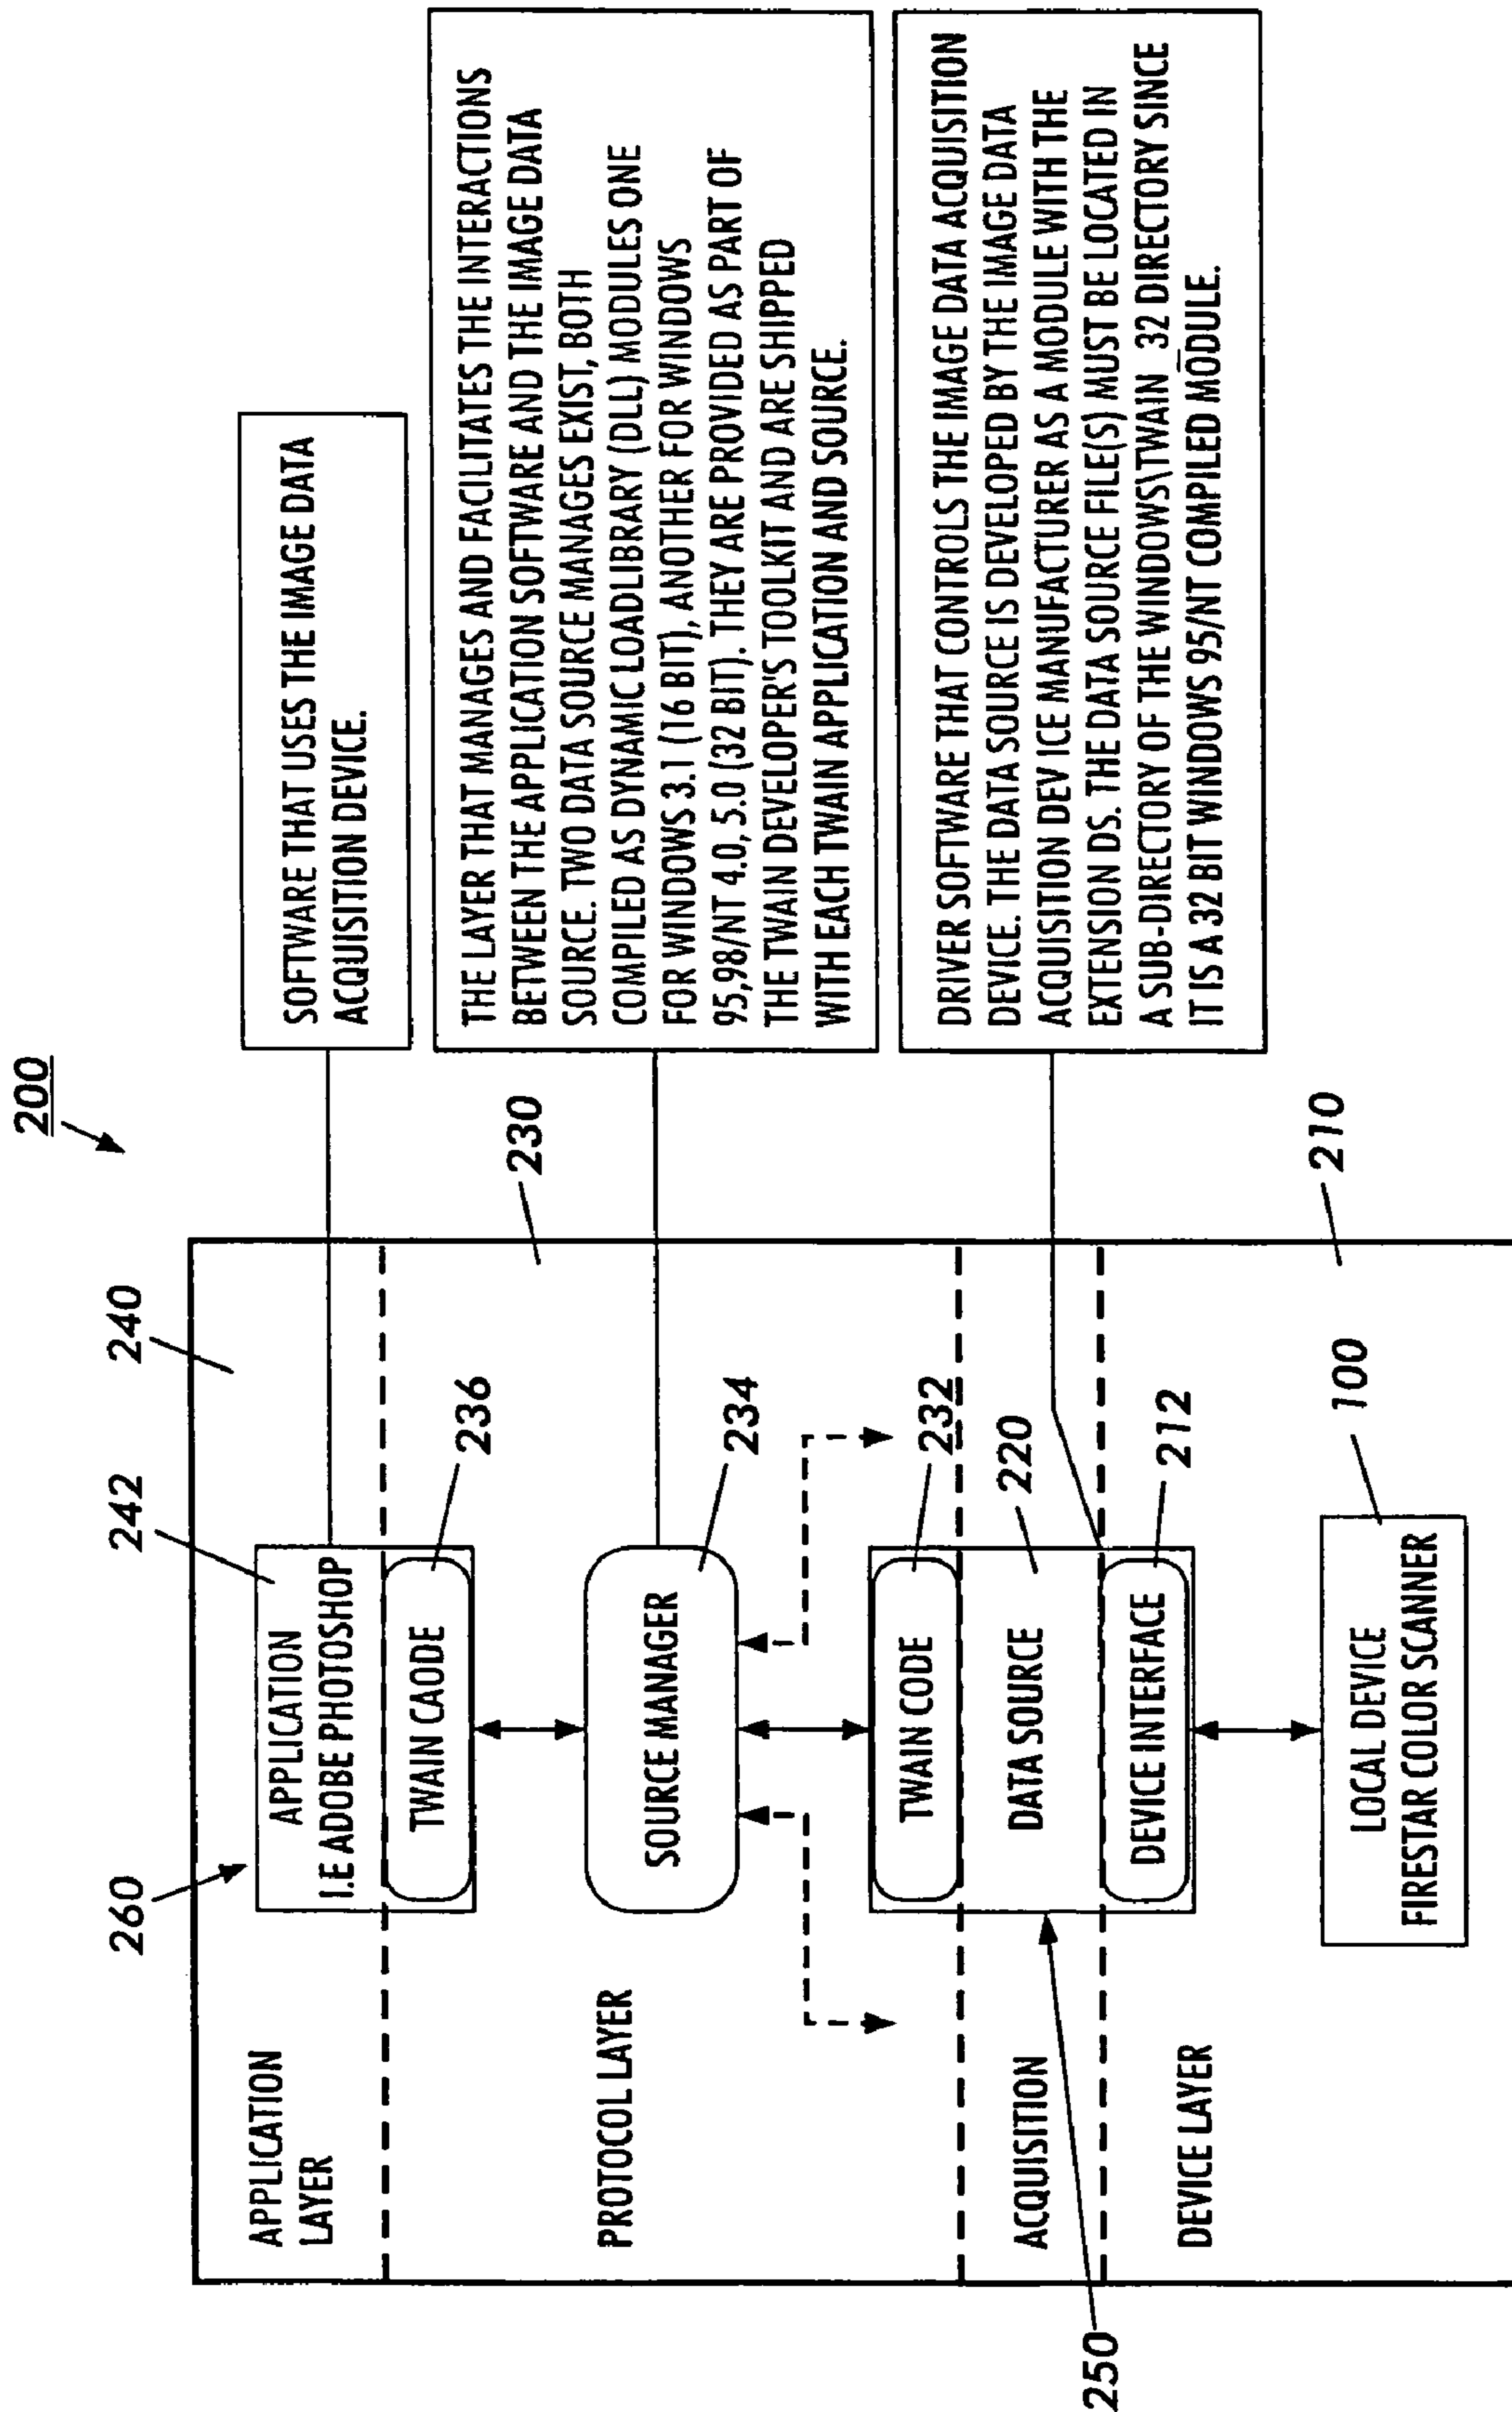 200
240
242
260
APPLICATION
LAYER
APPLICATION
I.E ADOBE PHOTOSHOP
SOFTWARE THAT USES THE IMAGE DATA
ACQUISITION DEVICE.
TWAIN CAODE
236
230
PROTOCOL LAYER
SOURCE MANAGER
234
THE LAYER THAT MANAGES AND FACILITATES THE INTERACTIONS
BETWEEN THE APPLICATION SOFTWARE AND THE IMAGE DATA
SOURCE. TWO DATA SOURCE MANAGES EXIST, BOTH
COMPILED AS DYNAMIC LOADLIBRARY (DLL) MODULES ONE
FOR WINDOWS 3.1 (16 BIT), ANOTHER FOR WINDOWS
95,98/NT 4.0, 5.0 (32 BIT). THEY ARE PROVIDED AS PART OF
THE TWAIN DEVELOPER'S TOOLKIT AND ARE SHIPPED
WITH EACH TWAIN APPLICATION AND SOURCE.
TWAIN CODE
232
ACQUISITION
DATA SOURCE
220
250
DEVICE LAYER
DEVICE INTERFACE
212
DRIVER SOFTWARE THAT CONTROLS THE IMAGE DATA ACQUISITION
DEVICE. THE DATA SOURCE IS DEVELOPED BY THE IMAGE DATA
ACQUISITION DEV ICE MANUFACTURER AS A MODULE WITH THE
EXTENSION DS. THE DATA SOURCE FILE(S) MUST BE LOCATED IN
A SUB-DIRECTORY OF THE WINDOWS\TWAIN_32 DIRECTORY SINCE
IT IS A 32 BIT WINDOWS 95/NT COMPILED MODULE.
210
100
LOCAL DEVICE
FIRESTAR COLOR SCANNER